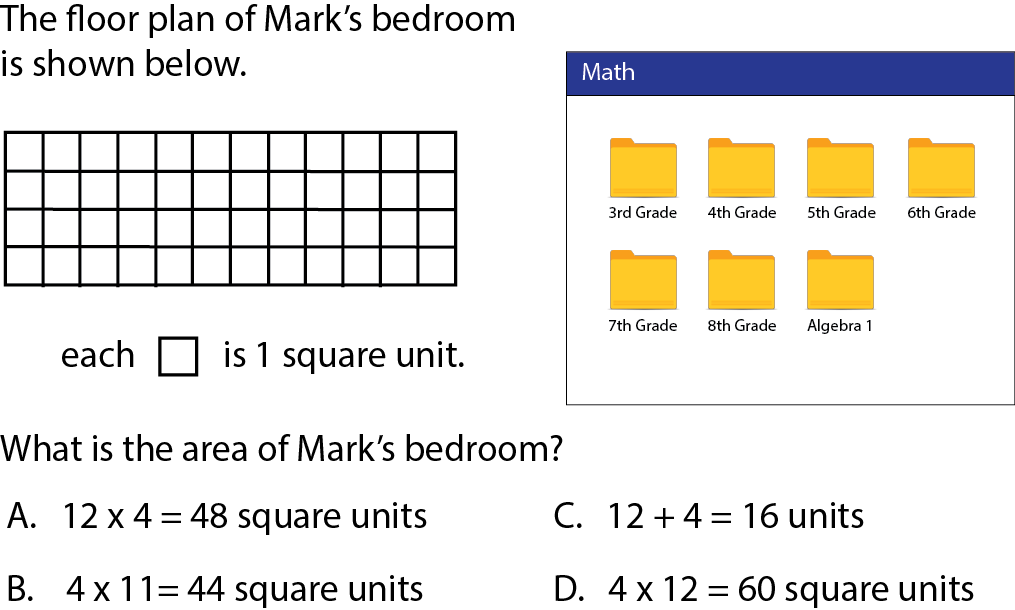 The floor plan of Mark’s bedroom
is shown below.
Math
3rd Grade 4th Grade 5th Grade 6th Grade
7th Grade 8th Grade Algebra 1
each is 1 square unit.
What is the area of Mark’s bedroom?
A. 12 x 4 = 48 square units
C. 12 + 4 = 16 units
B. 4 x 11= 44 square units
D. 4 x 12 = 60 square units